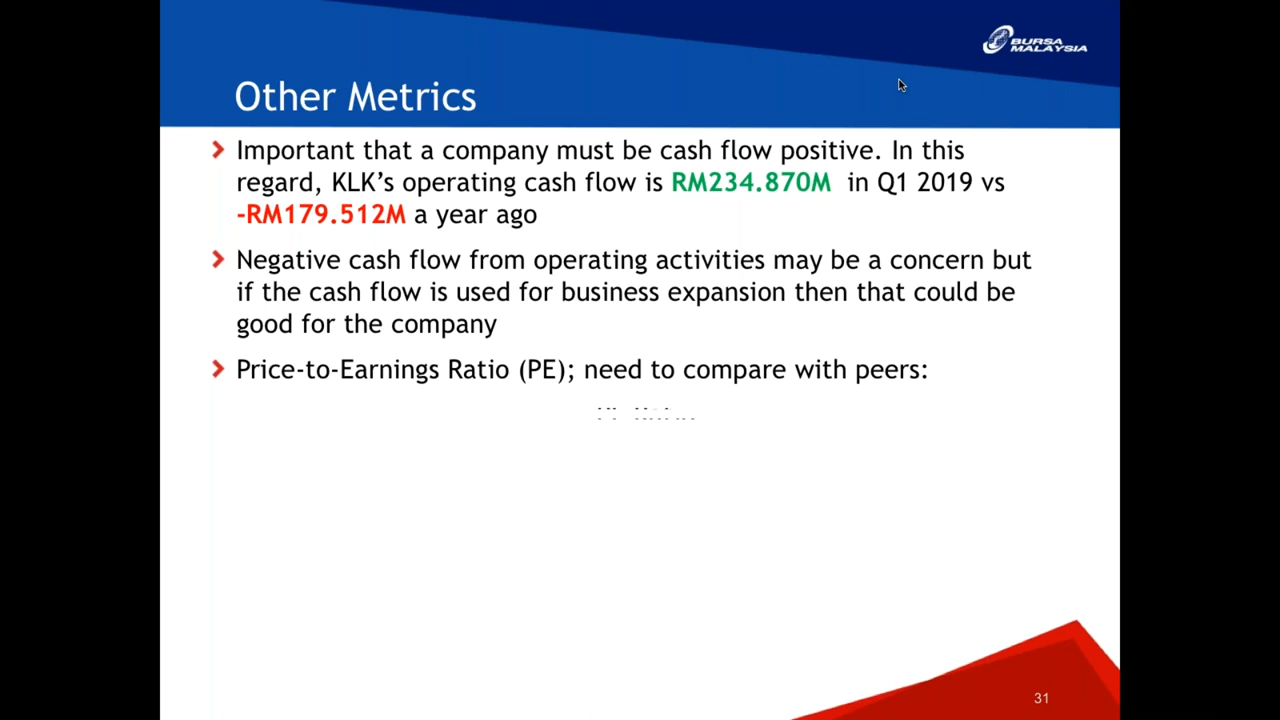 BURSA
MALAYSIA
Other Metrics
Important that a company must be cash flow positive. In this
regard, KLK’s operating cash flow is RM234.870M in Q1 2019 vs
-RM179.512M a year ago
Negative cash flow from operating activities may be a concern but
if the cash flow is used for business expansion then that could be
good for the company
Price-to-Earnings Ratio (PE); need to compare with peers:
31